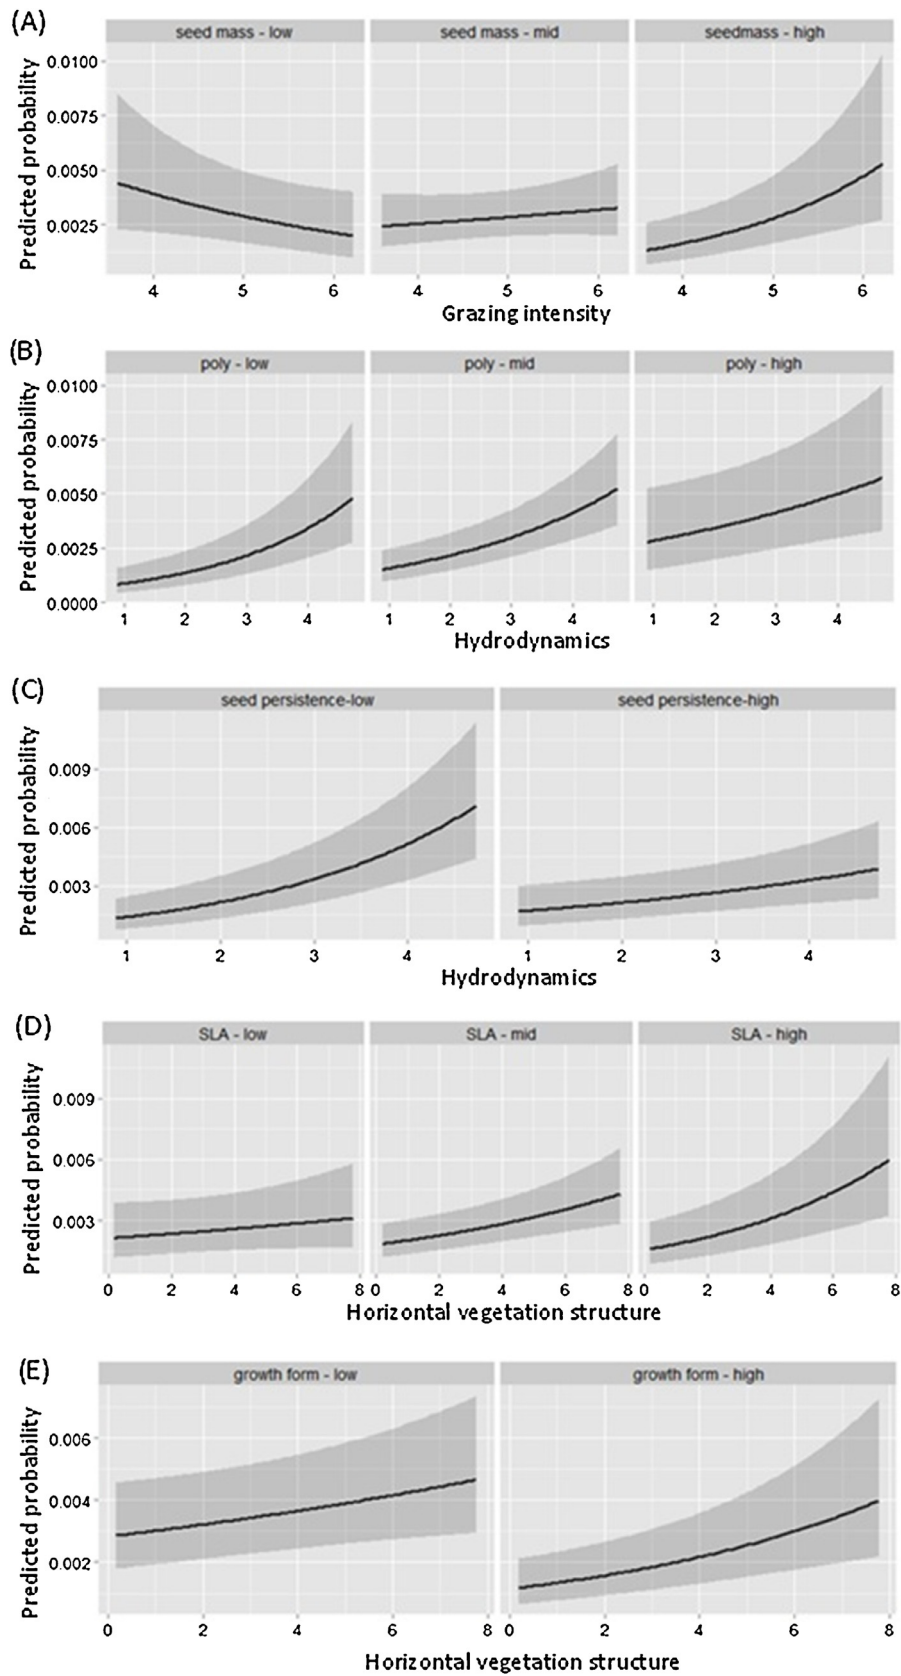 (A)
seed mass - low seed mass - mid seedmass - high
Predicted probability
0.0100
0.0075
0.0050
0.0025
4 5 6 4 5 6 4 5 6
Grazing intensity
(B)
poly - low poly - mid poly - high
Predicted probability
0.0100
0.0075
0.0050
0.0025
0.0000
1 2 3 4 1 2 3 4 1 2 3 4
Hydrodynamics
(C)
seed persistence-low seed persistence-high
Predicted probability
0.009
0.006
0.003
1 2 3 4 1 2 3 4
Hydrodynamics
(D)
SLA - low SLA - mid SLA - high
Predicted probability
0.009
0.006
0.003
0 2 4 6 8 0 2 4 6 8 0 2 4 6 8
Horizontal vegetation structure
(E)
growth form - low growth form - high
Predicted probability
0.006
0.004
0.002
0 2 4 6 8 0 2 4 6 8
Horizontal vegetation structure